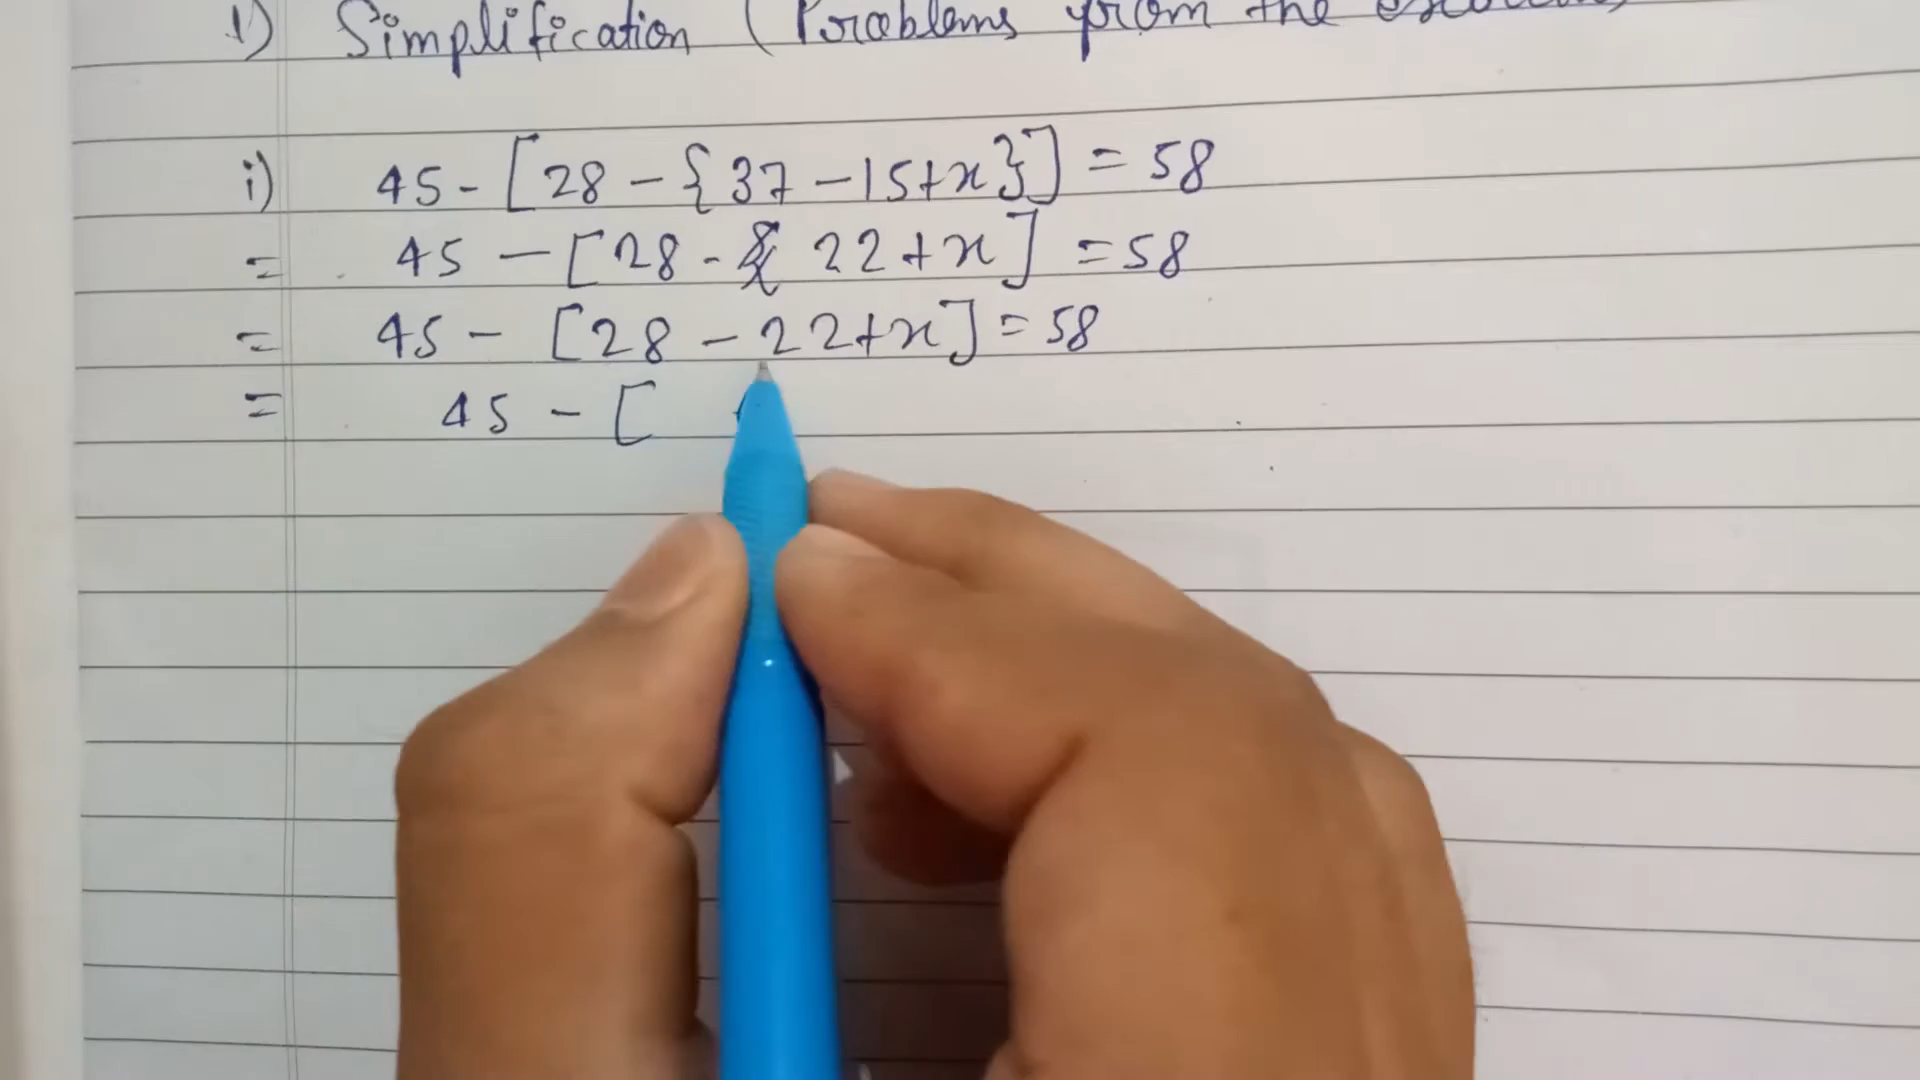 1) Simplification (Problems from the
i) 45 - [28 - {37 - 15 + x}] = 58
= 45 - [28 - 22 + x] = 58
= 45 - [28 - 22 + x] = 58
= 45 - [